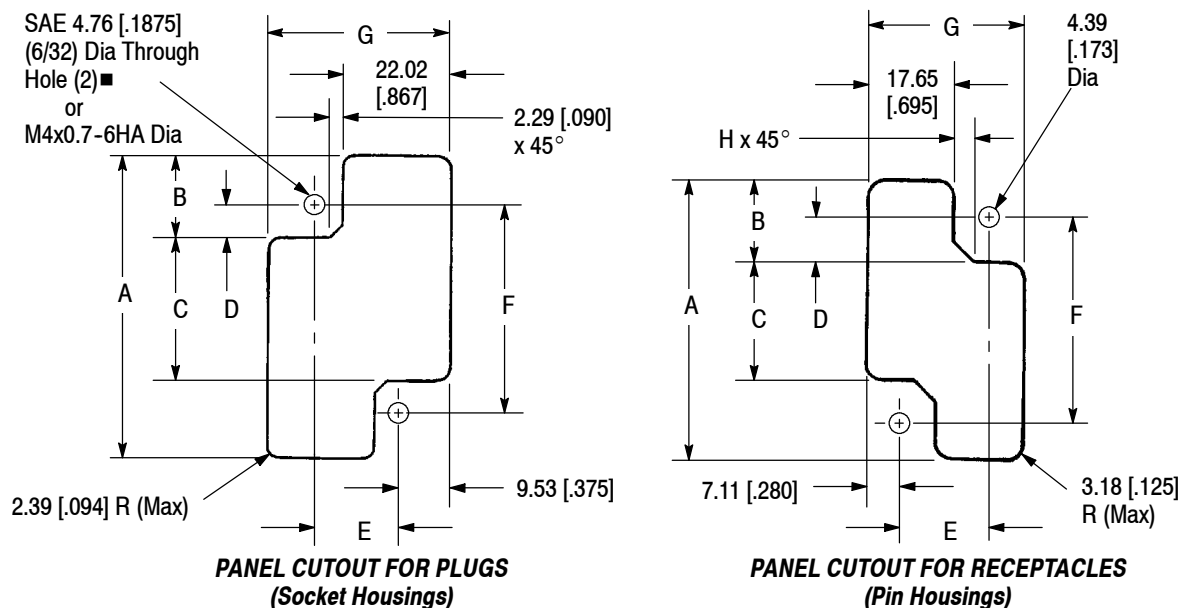 SAE 4.76 [.1875]
(6/32) Dia Through
Hole (2)■
or
M4x0.7-6HA Dia
G
22.02
[.867]
2.29 [.090]
x 45°
B
A
C
D
F
2.39 [.094] R (Max)
E
9.53 [.375]
PANEL CUTOUT FOR PLUGS
(Socket Housings)
G
4.39
[.173]
Dia
17.65
[.695]
H x 45°
B
A
C
D
F
7.11 [.280]
E
3.18 [.125]
R (Max)
PANEL CUTOUT FOR RECEPTACLES
(Pin Housings)